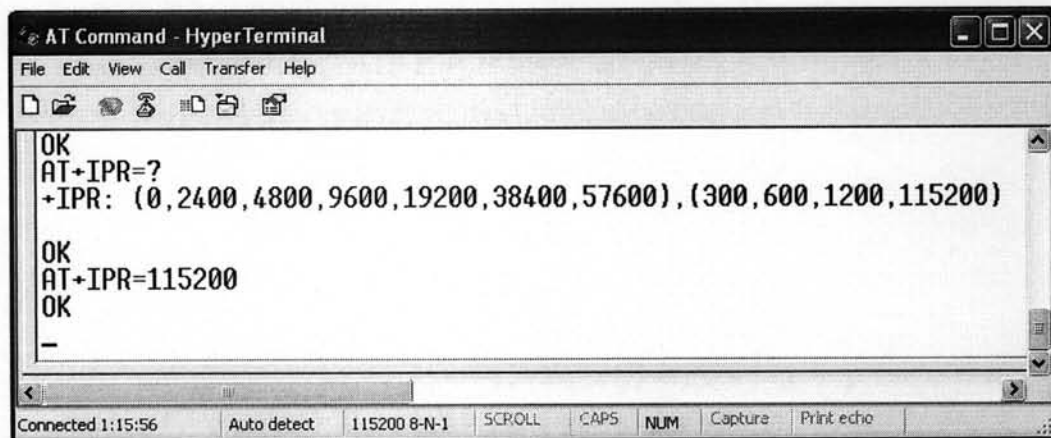 AT Command - HyperTerminal
File Edit View Call Transfer Help
OK
AT+IPR=?
+IPR: (0,2400,4800,9600,19200,38400,57600),(300,600,1200,115200)
OK
AT+IPR=115200
OK
Connected 1:15:56 Auto detect 115200 8-N-1 SCROLL CAPS NUM Capture Print echo